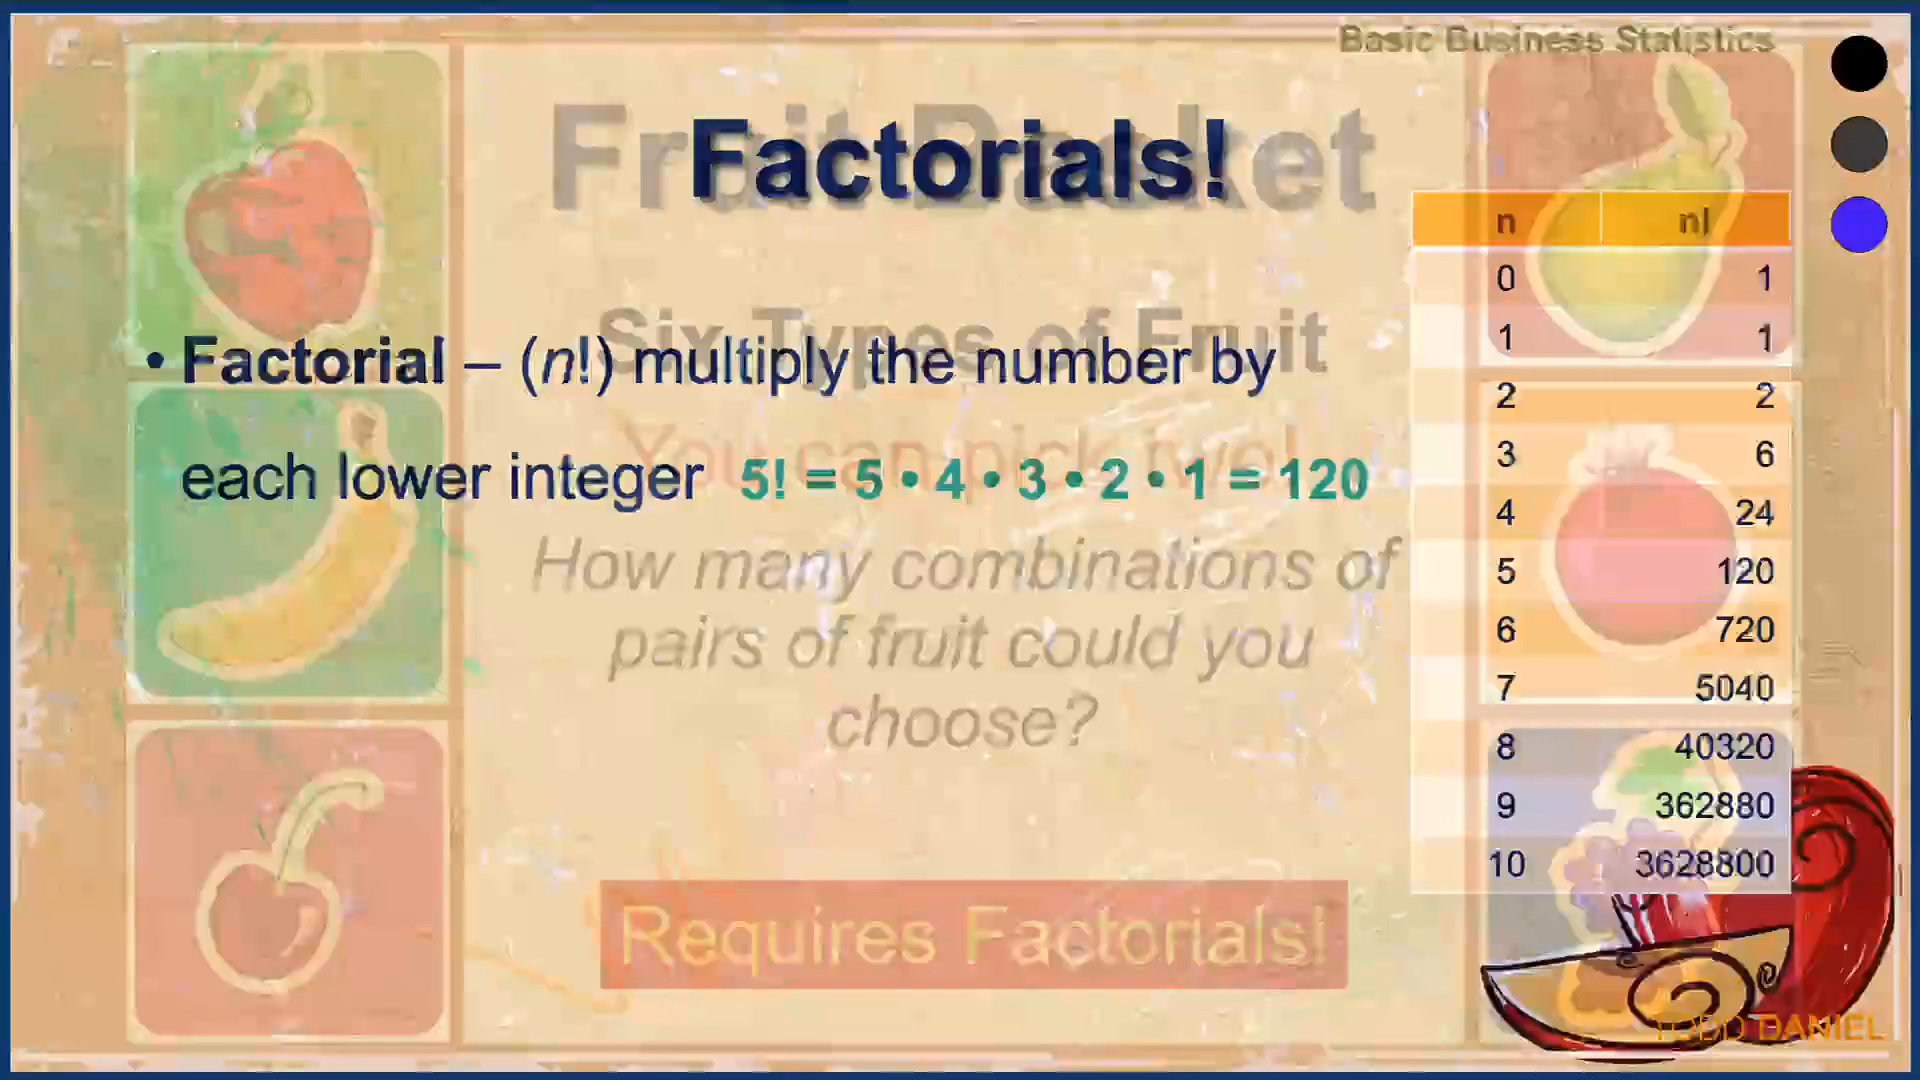 Basic Business Statistics
Fruit Basket
Factorials!
Six Types of Fruit
• Factorial – (n!) multiply the number by
You can pick two!
each lower integer 5! = 5 • 4 • 3 • 2 • 1 = 120
How many combinations of
pairs of fruit could you
choose?
Requires Factorials!
n n!
0 1
1 1
2 2
3 6
4 24
5 120
6 720
7 5040
8 40320
9 362880
10 3628800
TODD DANIEL